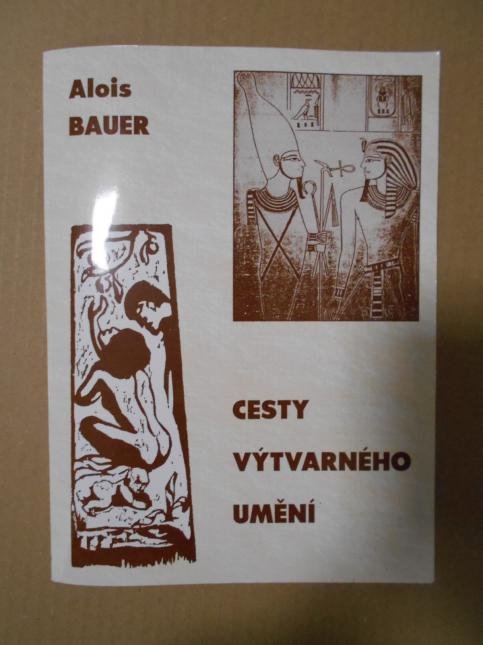 Alois
BAUER
CESTY
VÝTVARNÉHO
UMĚNÍ